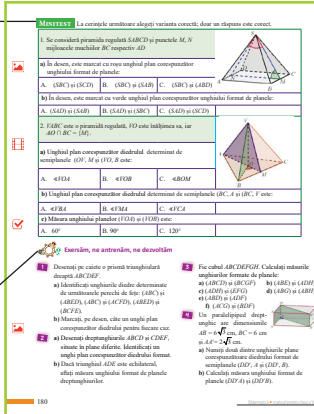 MINITEST La cerințele următoare alegeți varianta corectă; doar un răspuns este corect.
1. Se consideră piramida regulată SABCD și punctele M, N
mijloacele muchiilor BC respectiv AD
a) În desen, este marcat cu roșu unghiul plan corespunzător
unghiului format de planele:
A. (SBC) și (SCD) B. (SBC) și (SAB) C. (SBC) și (ABD)
b) În desen, este marcat cu verde unghiul plan corespunzător unghiului format de planele:
A. (SAD) și (SAB) B. (SAD) și (SBC) C. (SAD) și (SCD)
2. VABC este o piramidă regulată, VO este înălțimea sa, iar
AO ∩ BC = {M}.
a) Unghiul plan corespunzător diedrului determinat de
semiplanele (OV, M și (VO, B este:
A. ∢VOA B. ∢VOB C. ∢BOM
b) Unghiul plan corespunzător diedrului determinat de semiplanele (BC, A și (BC, V este:
A. ∢VBA B. ∢VMA C. ∢VCA
c) Măsura unghiului planelor (VOA) și (VOB) este:
A. 60° B. 90° C. 120°
Exersăm, ne antrenăm, ne dezvoltăm
1 Desenați pe caiete o prismă triunghiulară
dreaptă ABCDEF.
a) Identificați unghiurile diedre determinate
de următoarele perechi de fețe: (ABC) și
(ABED), (ABC) și (ACFD), (ABED) și
(BCFE).
b) Marcați, pe desen, câte un unghi plan
corespunzător diedrului pentru fiecare caz.
2 a) Desenați dreptunghiurile ABCD și CDEF,
situate în plane diferite. Identificați un
unghi plan corespunzător diedrului format.
b) Dacă triunghiul ADE este echilateral,
aflați măsura unghiului format de planele
dreptunghiurilor.
3 Fie cubul ABCDEFGH. Calculați măsurile
unghiurilor formate de planele:
a) (ABCD) și (BCGF) b) (ABE) și (ADH)
c) (ADH) și (EFG) d) (ABG) și (ABH)
e) (ABD) și (ADF)
f) (ACG) și (BDF)
4 Un paralelipiped drept-
unghic are dimensiunile
AB = 6 cm, BC = 6 cm
și AA' = 2 cm.
a) Numiți două dintre unghiurile plane
corespunzătoare diedrului format de
semiplanele (DD', A și (DD', B).
b) Calculați măsura unghiului format de
planele (DD'A) și (DD'B).
180